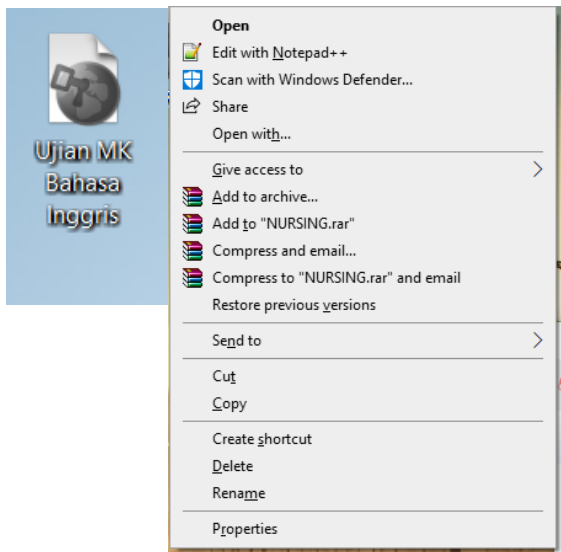 Ujian MK
Bahasa
Inggris
Open
Edit with Notepad++
Scan with Windows Defender...
Share
Open with...
Give access to
Add to archive...
Add to "NURSING.rar"
Compress and email...
Compress to "NURSING.rar" and email
Restore previous versions
Send to
Cut
Copy
Create shortcut
Delete
Rename
Properties